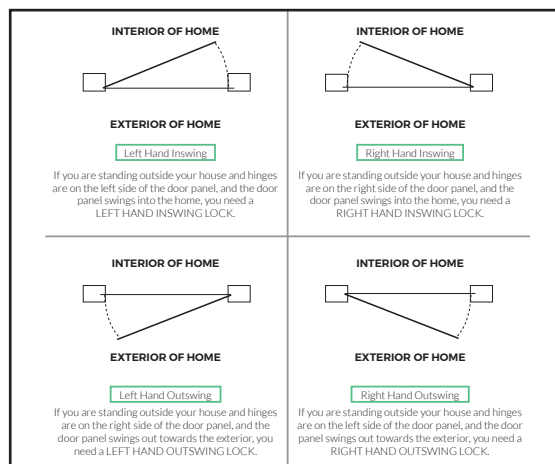 INTERIOR OF HOME
EXTERIOR OF HOME
Left Hand Inswing
If you are standing outside your house and hinges
are on the left side of the door panel, and the door
panel swings into the home, you need a
LEFT HAND INSWING LOCK.
INTERIOR OF HOME
EXTERIOR OF HOME
Right Hand Inswing
If you are standing outside your house and hinges
are on the right side of the door panel, and the
door panel swings into the home, you need a
RIGHT HAND INSWING LOCK.
INTERIOR OF HOME
EXTERIOR OF HOME
Left Hand Outswing
If you are standing outside your house and hinges
are on the right side of the door panel, and the
door panel swings out towards the exterior, you
need a LEFT HAND OUTSWING LOCK.
INTERIOR OF HOME
EXTERIOR OF HOME
Right Hand Outswing
If you are standing outside your house and hinges
are on the left side of the door panel, and the door
panel swings out towards the exterior, you need a
RIGHT HAND OUTSWING LOCK.